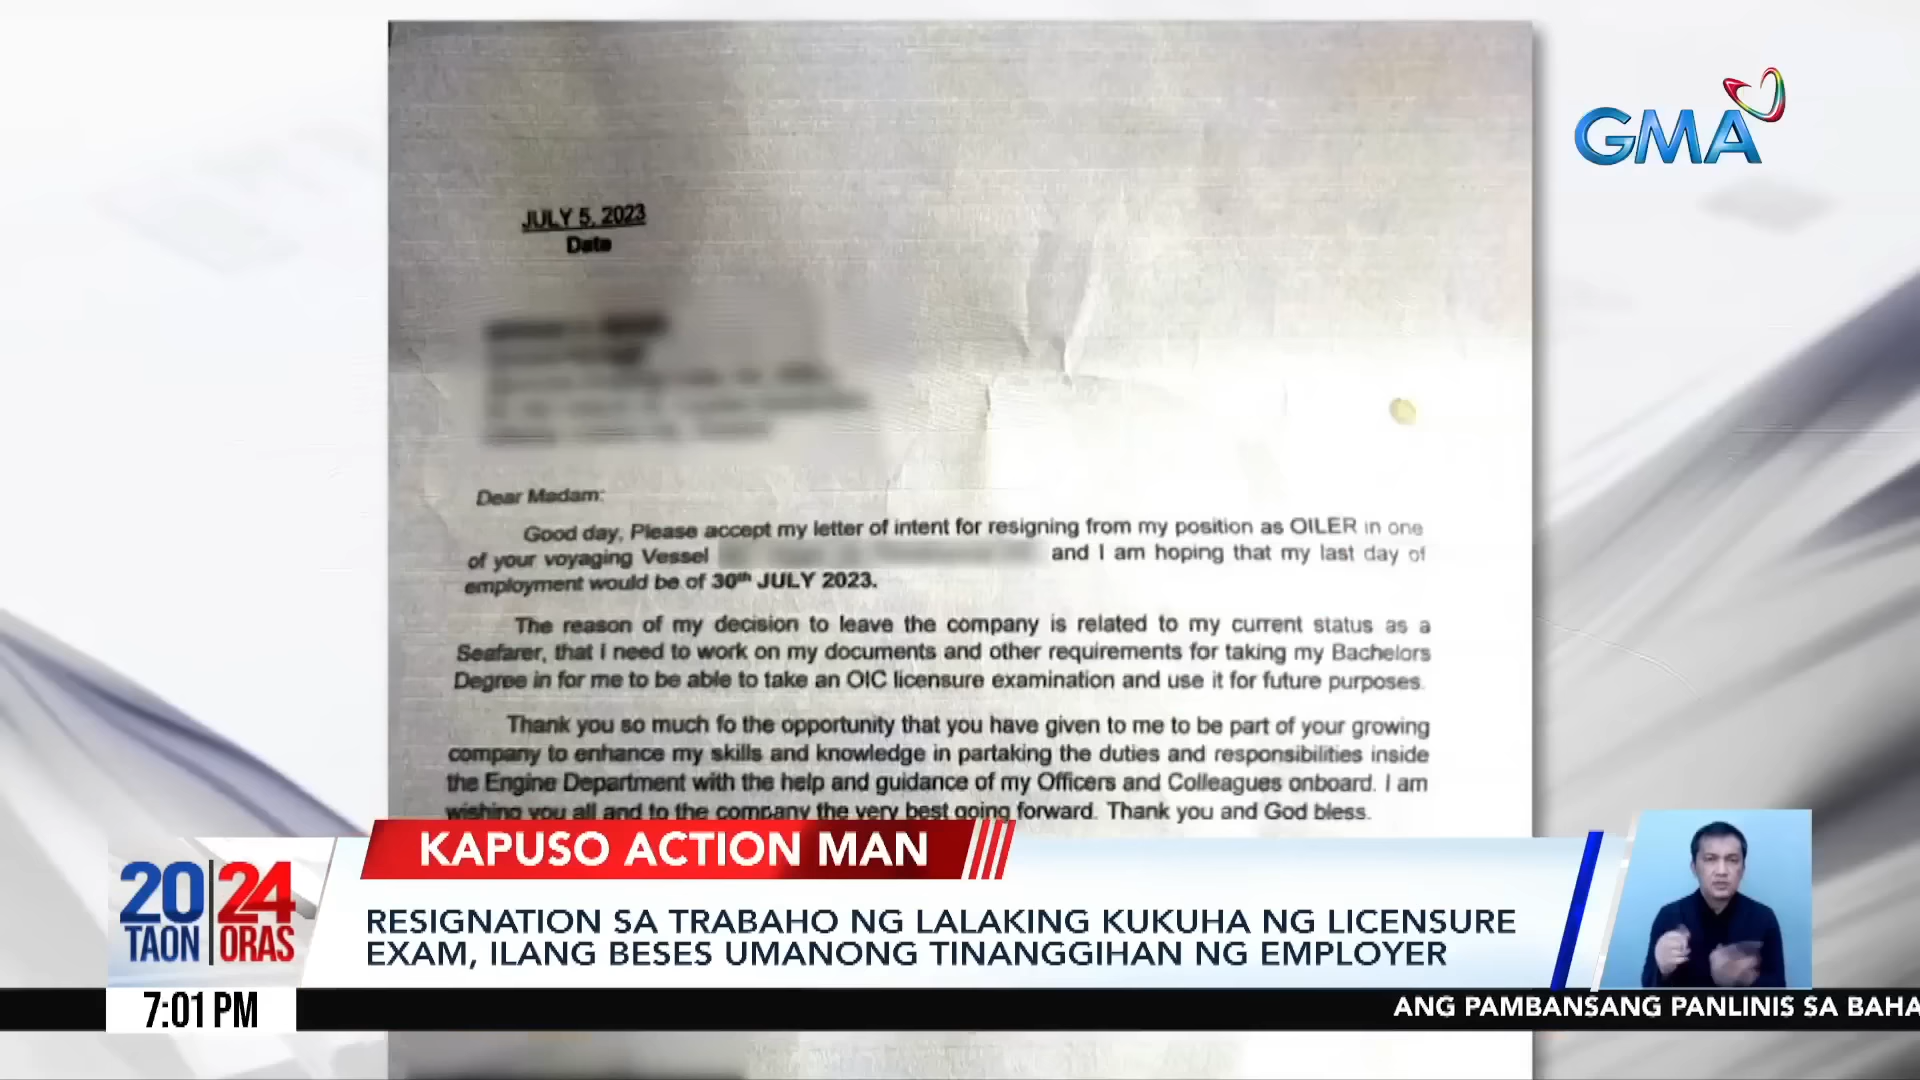 GMA
JULY 5, 2023
Date
Dear Madam:
Good day, Please accept my letter of intent for resigning from my position as OILER in one
of your voyaging Vessel and I am hoping that my last day of
employment would be of 30th JULY 2023.
The reason of my decision to leave the company is related to my current status as a
Seafarer, that I need to work on my documents and other requirements for taking my Bachelors
Degree in for me to be able to take an OIC licensure examination and use it for future purposes.
Thank you so much fo the opportunity that you have given to me to be part of your growing
company to enhance my skills and knowledge in partaking the duties and responsibilities inside
the Engine Department with the help and guidance of my Officers and Colleagues onboard. I am
wishing you all and to the company the very best going forward. Thank you and God bless.
KAPUSO ACTION MAN
20 TAON
24 ORAS
RESIGNATION SA TRABAHO NG LALAKING KUKUHA NG LICENSURE
EXAM, ILANG BESES UMANONG TINANGGIHAN NG EMPLOYER
7:01 PM
ANG PAMBANSANG PANLINIS SA BAHA